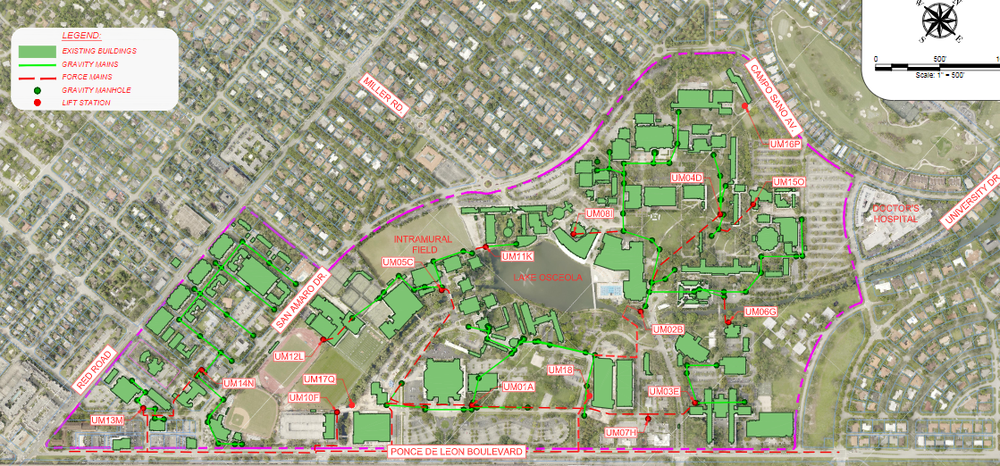 LEGEND:
EXISTING BUILDINGS
GRAVITY MAINS
FORCE MAINS
GRAVITY MANHOLE
LIFT STATION
W
N
S
E
0
500'
1
Scale: 1" = 500'
MILLER RD.
CAMPO SANO AV.
UM16P
UM04D
UM15O
UNIVERSITY DR.
DOCTOR'S
HOSPITAL
UM08I
INTRAMURAL
FIELD
UM05C
UM11K
LAKE OSCEOLA
SAN AMARO DR.
UM06G
UM02B
RED ROAD
UM12L
UM14N
UM17Q
UM18
UM10F
UM01A
UM03E
UM13M
UM07H
PONCE DE LEON BOULEVARD